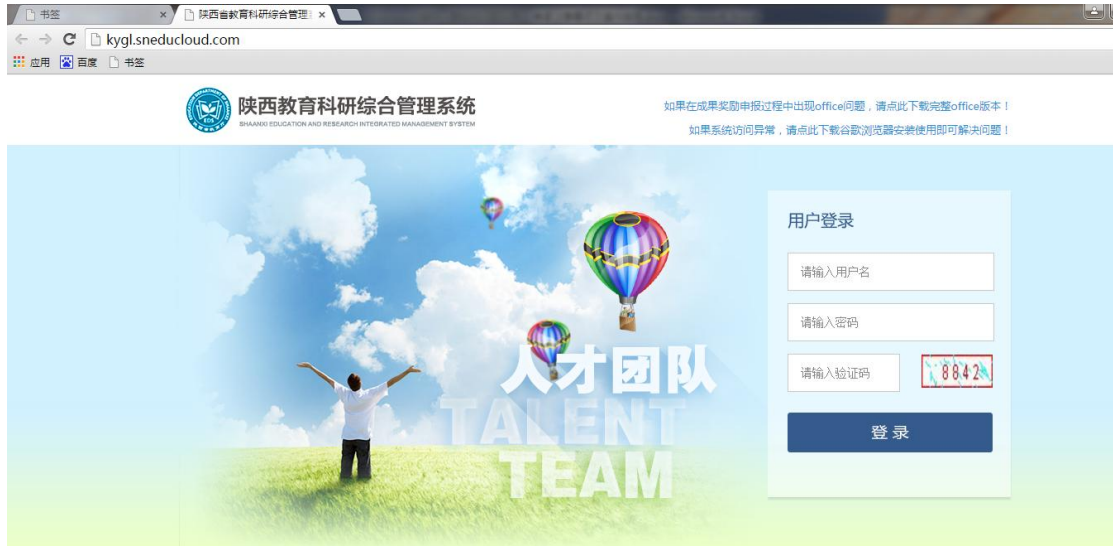 书签
陕西省教育科研综合管理
kygl.sneducloud.com
应用 百度 书签
陕西教育科研综合管理系统
SHAANXI EDUCATION AND RESEARCH INTEGRATED MANAGEMENT SYSTEM
如果在成果奖励申报过程中出现office问题，请点此下载完整office版本！
如果系统访问异常，请点此下载谷歌浏览器安装使用即可解决问题！
用户登录
请输入用户名
请输入密码
请输入验证码 8842
登 录
人才团队
TALENT
TEAM